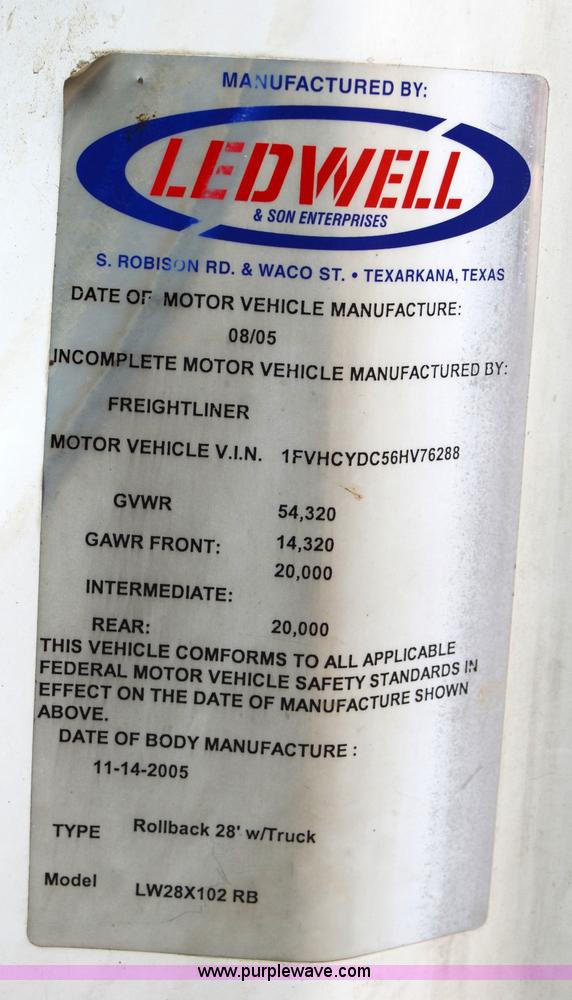 MANUFACTURED BY:
LEDWELL
& SON ENTERPRISES
S. ROBISON RD. & WACO ST. • TEXARKANA, TEXAS
DATE OF MOTOR VEHICLE MANUFACTURE:
08/05
INCOMPLETE MOTOR VEHICLE MANUFACTURED BY:
FREIGHTLINER
MOTOR VEHICLE V.I.N. 1FVHCYDC56HV76288
GVWR 54,320
GAWR FRONT: 14,320
20,000
INTERMEDIATE:
REAR: 20,000
THIS VEHICLE COMFORMS TO ALL APPLICABLE
FEDERAL MOTOR VEHICLE SAFETY STANDARDS IN
EFFECT ON THE DATE OF MANUFACTURE SHOWN
ABOVE.
DATE OF BODY MANUFACTURE :
11-14-2005
TYPE Rollback 28' w/Truck
Model LW28X102 RB
www.purplewave.com